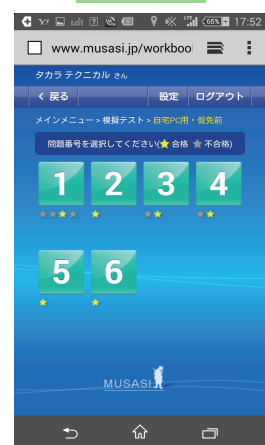 65% 17:52
www.musasi.jp/workboo
タカラ テクニカル さん
< 戻る 設定 ログアウト
メインメニュー > 模擬テスト > 自宅PC用・仮免前
問題番号を選択してください(★合格 ★不合格)
1 2 3 4
5 6
MUSASI